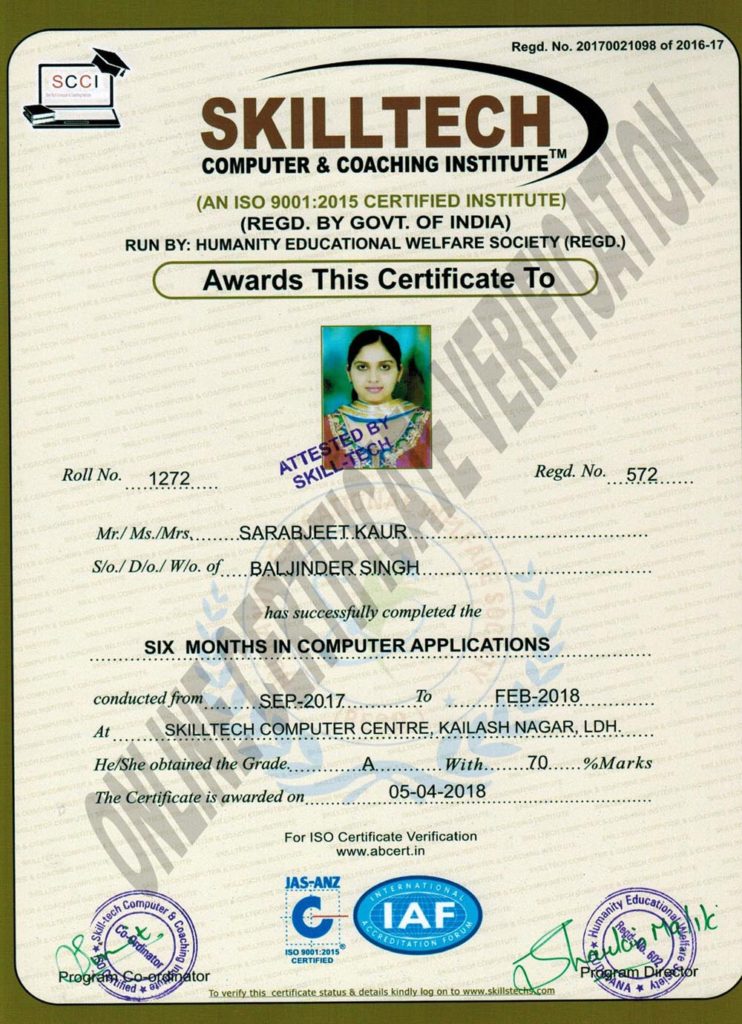 Regd. No. 20170021098 of 2016-17
SCCI
SKILLTECH
COMPUTER & COACHING INSTITUTE™
(AN ISO 9001:2015 CERTIFIED INSTITUTE)
(REGD. BY GOVT. OF INDIA)
RUN BY: HUMANITY EDUCATIONAL WELFARE SOCIETY (REGD.)
Awards This Certificate To
ATTESTED BY
SKILL-TECH
Roll No. 1272
Regd. No. 572
Mr./ Ms./Mrs. SARABJEET KAUR
S/o./ D/o./ W/o. of BALJINDER SINGH
has successfully completed the
SIX MONTHS IN COMPUTER APPLICATIONS
conducted from SEP-2017 To FEB-2018
At SKILLTECH COMPUTER CENTRE, KAILASH NAGAR, LDH.
He/She obtained the Grade A With 70 %Marks
The Certificate is awarded on 05-04-2018
ONLINE CERTIFICATE VERIFICATION
For ISO Certificate Verification
www.abcert.in
JAS-ANZ
C
ISO 9001:2015
CERTIFIED
INTERNATIONAL
IAF
ACCREDITATION FORUM
Skill-tech Computer & Coaching Institute
Co-ordinator
Program Co-ordinator
Humanity Educational Welfare Society
Regd. No. 602
Program Director
To verify this certificate status & details kindly log on to www.skillstechs.com